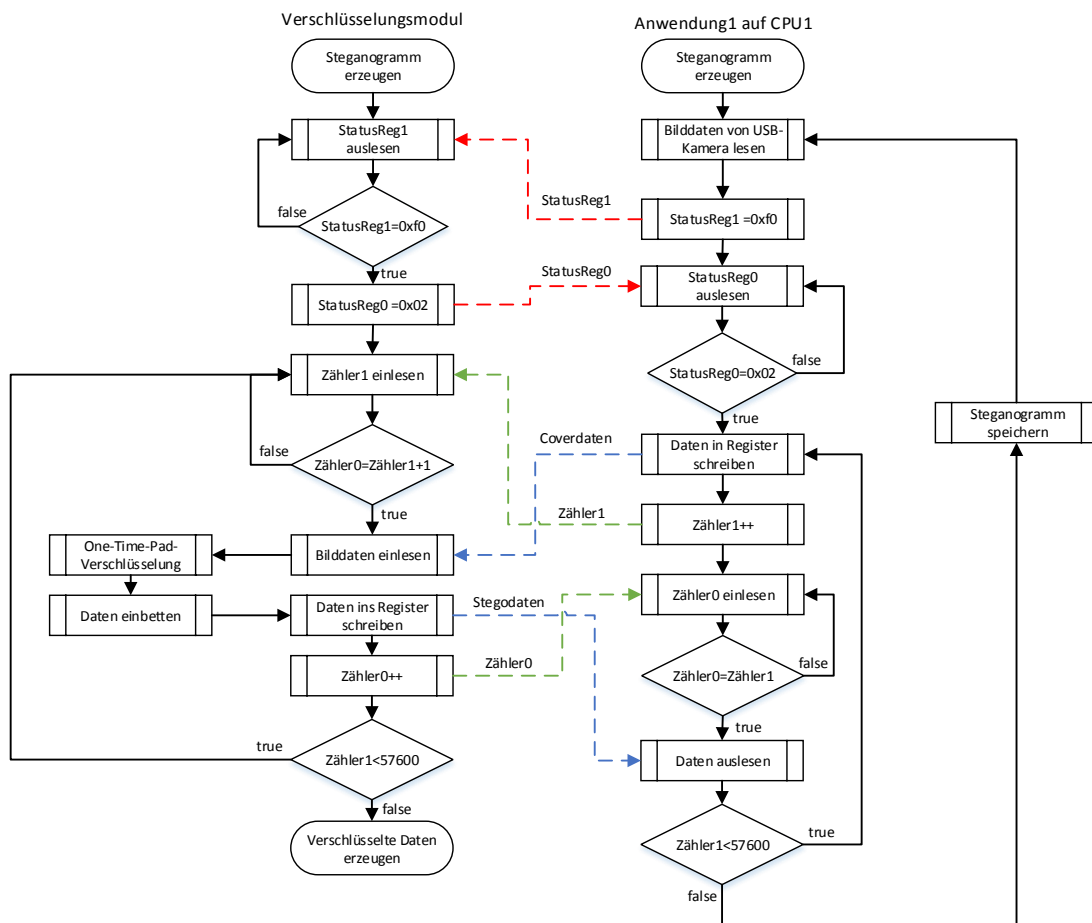 Verschlüsselungsmodul
Steganogramm
erzeugen
StatusReg1
auslesen
false
StatusReg1=0xf0
true
StatusReg0 =0x02
Zähler1 einlesen
false
Zähler0=Zähler1+1
true
Bilddaten einlesen
One-Time-Pad-
Verschlüsselung
Daten einbetten
Daten ins Register
schreiben
Zähler0++
true
Zähler1<57600
false
Verschlüsselte Daten
erzeugen
StatusReg1
StatusReg0
Coverdaten
Zähler1
Stegodaten
Zähler0
Anwendung1 auf CPU1
Steganogramm
erzeugen
Bilddaten von USB-
Kamera lesen
StatusReg1 =0xf0
StatusReg0
auslesen
false
StatusReg0=0x02
true
Daten in Register
schreiben
Zähler1++
Zähler0 einlesen
false
Zähler0=Zähler1
true
Daten auslesen
true
Zähler1<57600
false
Steganogramm
speichern